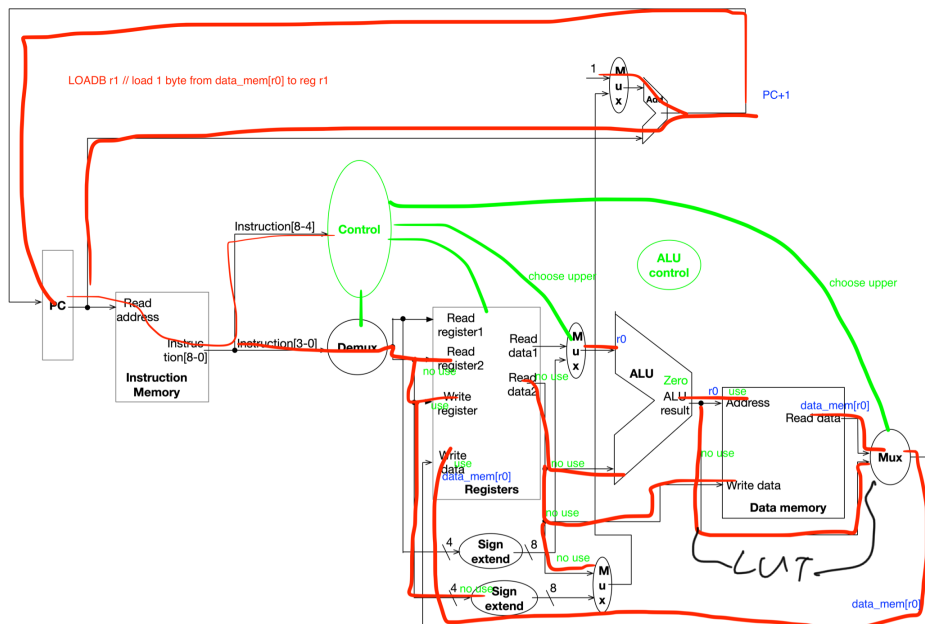 LOADB r1 // load 1 byte from data_mem[r0] to reg r1
1
M
u
x
Add
PC+1
Control
Instruction[8-4]
ALU
control
choose upper
choose upper
PC
Read
address
Instruc
tion[8-0]
Instruction
Memory
Instruction[3-0]
Demux
Read
register1
Read
register2
no use
Write
register
use
Write
data
use
data_mem[r0]
Registers
Read
data1
Read
data2
no use
M
u
x
r0
ALU
Zero
ALU
result
no use
no use
no use
r0
use
Address
Read data
data_mem[r0]
no use
Write data
Data memory
Mux
LUT
4
Sign
extend
8
4
no use
Sign
extend
8
M
u
x
data_mem[r0]